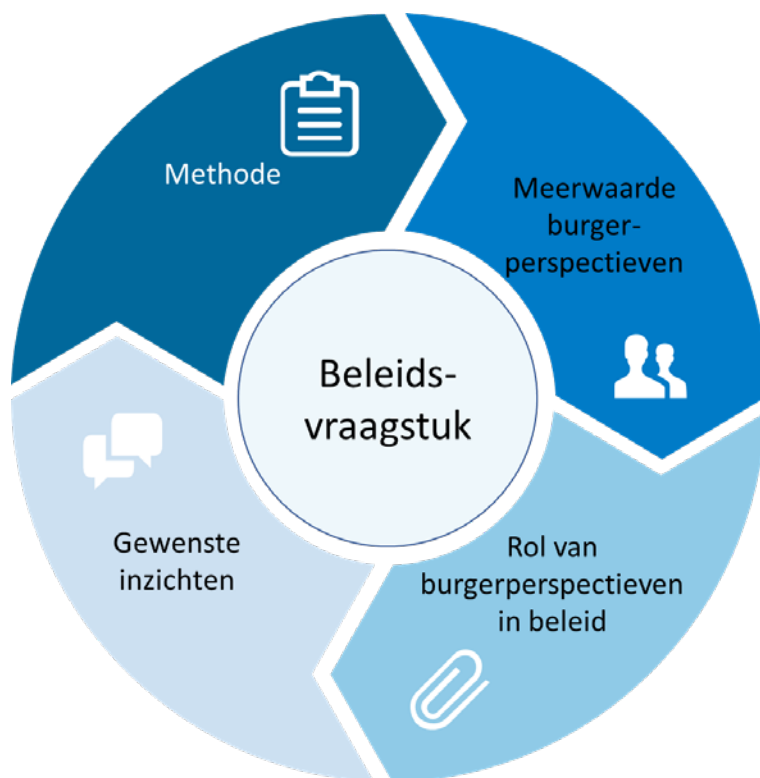 Methode
Meerwaarde
burger-
perspectieven
Beleids-
vraagstuk
Gewenste
inzichten
Rol van
burgerperspectieven
in beleid